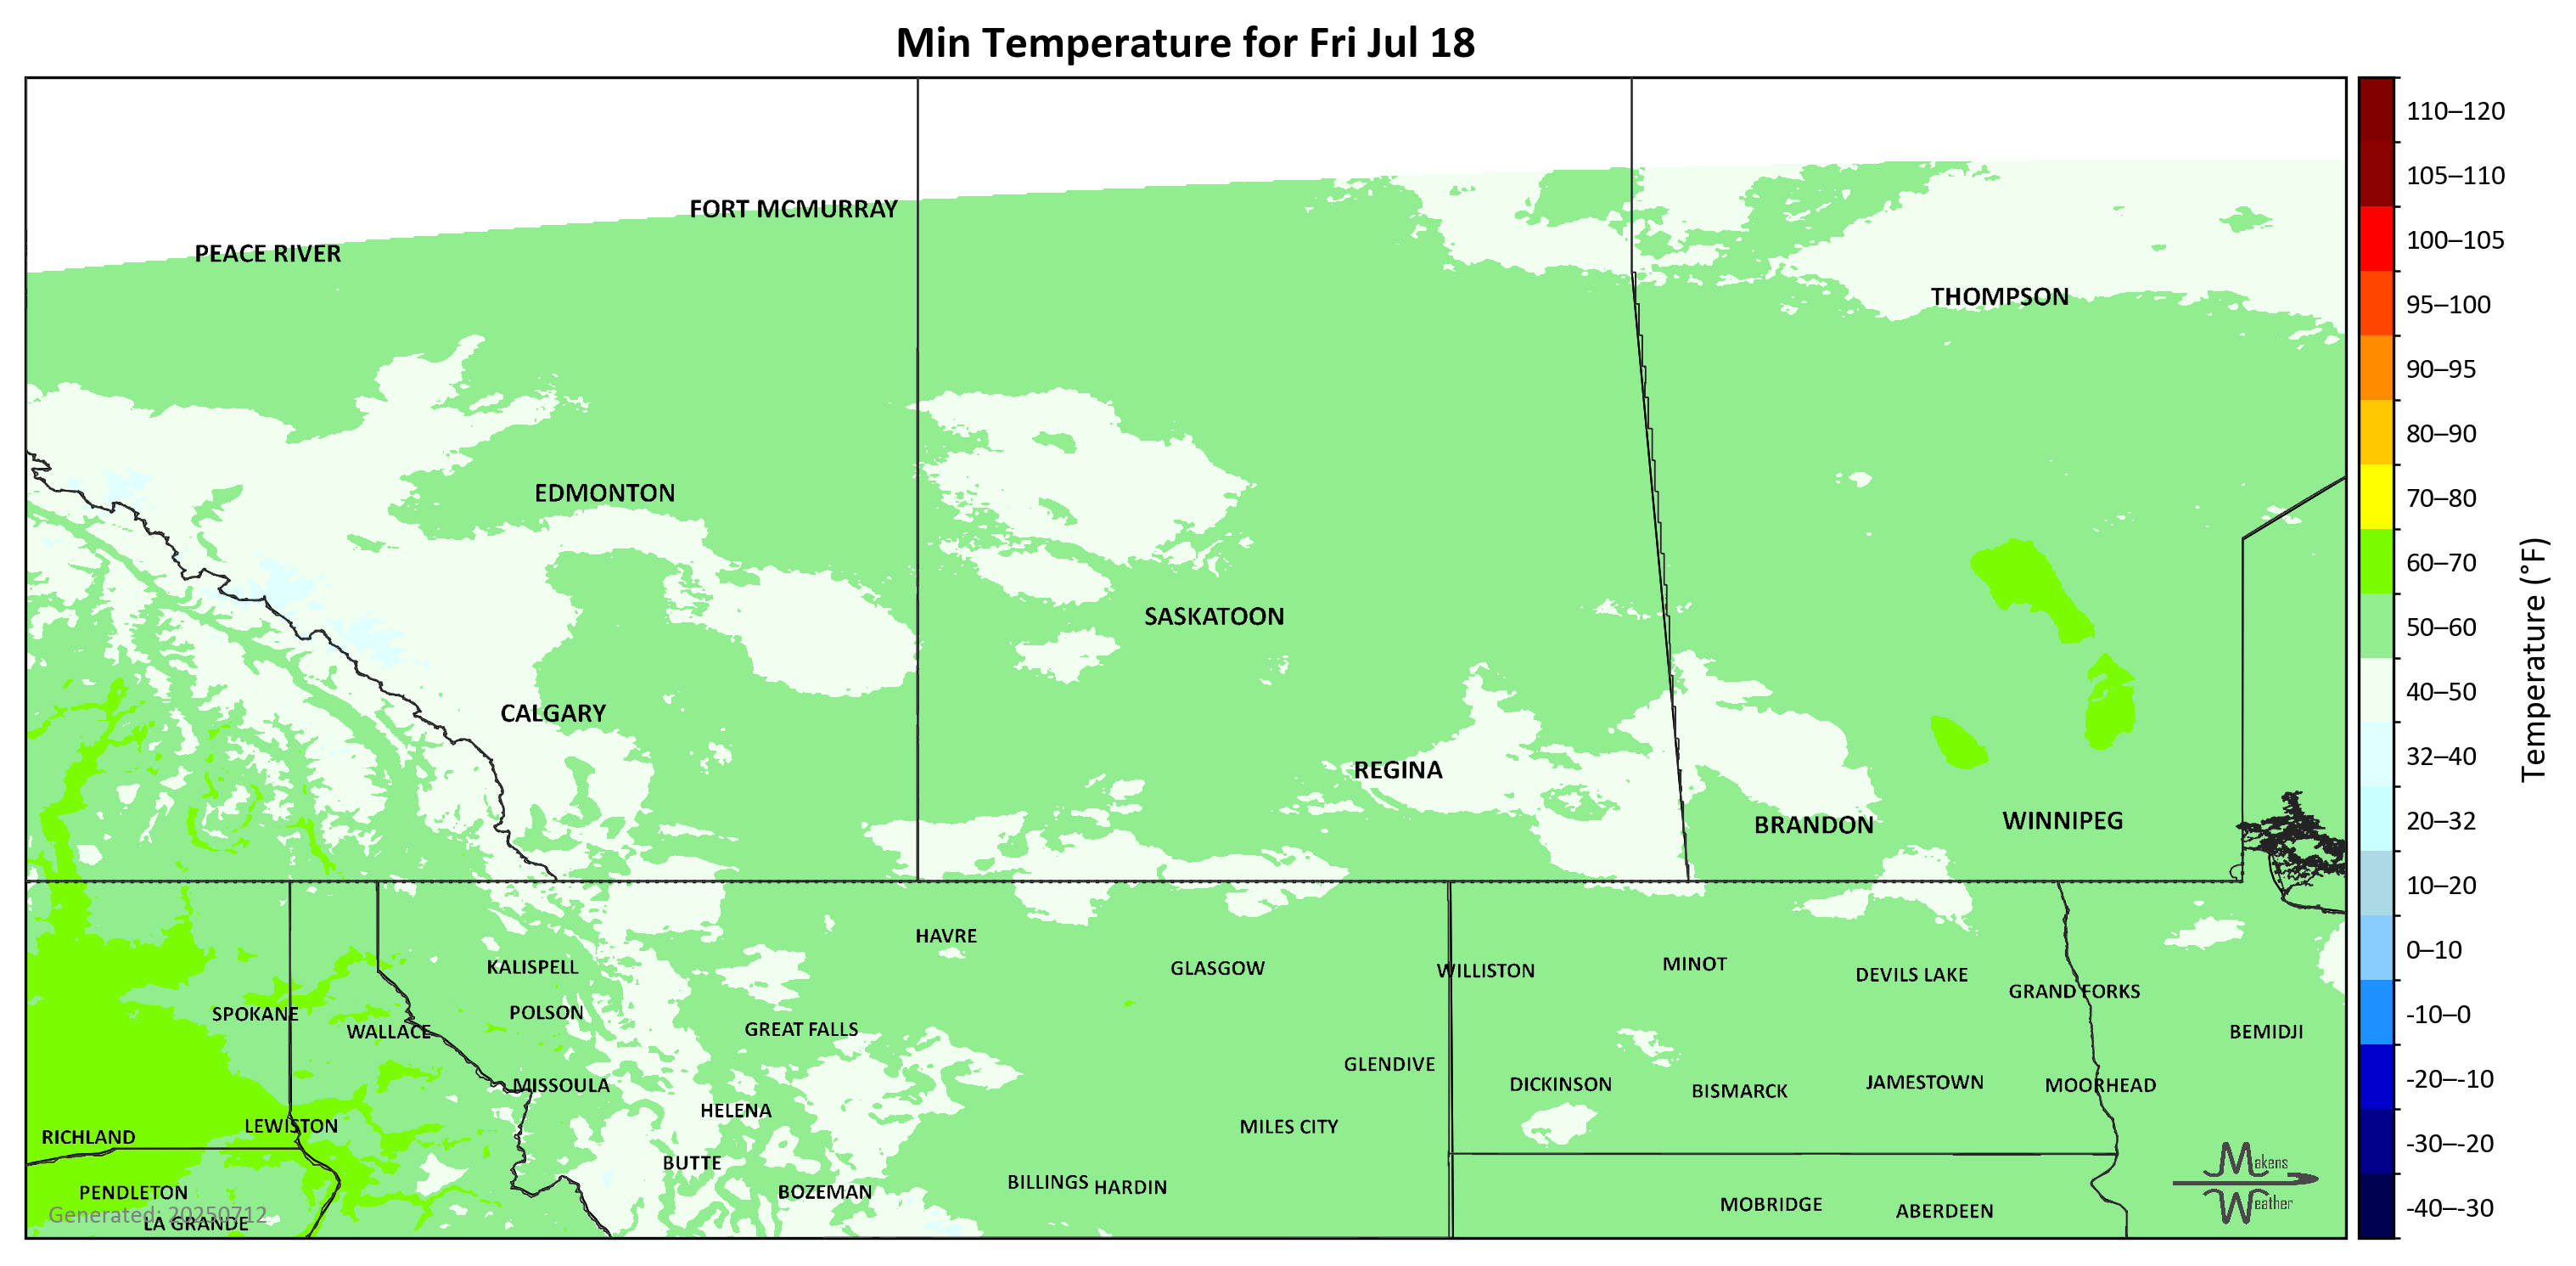 Min Temperature for Fri Jul 18
110–120
105–110
100–105
95–100
90–95
80–90
70–80
60–70
50–60
40–50
32–40
20–32
10–20
0–10
-10–0
-20–-10
-30–-20
-40–-30
Temperature (°F)
FORT MCMURRAY
PEACE RIVER
THOMPSON
EDMONTON
SASKATOON
CALGARY
REGINA
BRANDON
WINNIPEG
HAVRE
KALISPELL
GLASGOW
WILLISTON
MINOT
DEVILS LAKE
GRAND FORKS
SPOKANE
POLSON
WALLACE
GREAT FALLS
BEMIDJI
GLENDIVE
MISSOULA
DICKINSON
BISMARCK
JAMESTOWN
MOORHEAD
HELENA
LEWISTON
MILES CITY
RICHLAND
BUTTE
BILLINGS
HARDIN
PENDLETON
BOZEMAN
MOBRIDGE
ABERDEEN
LA GRANDE
Generated: 20250712
Makens
Weather